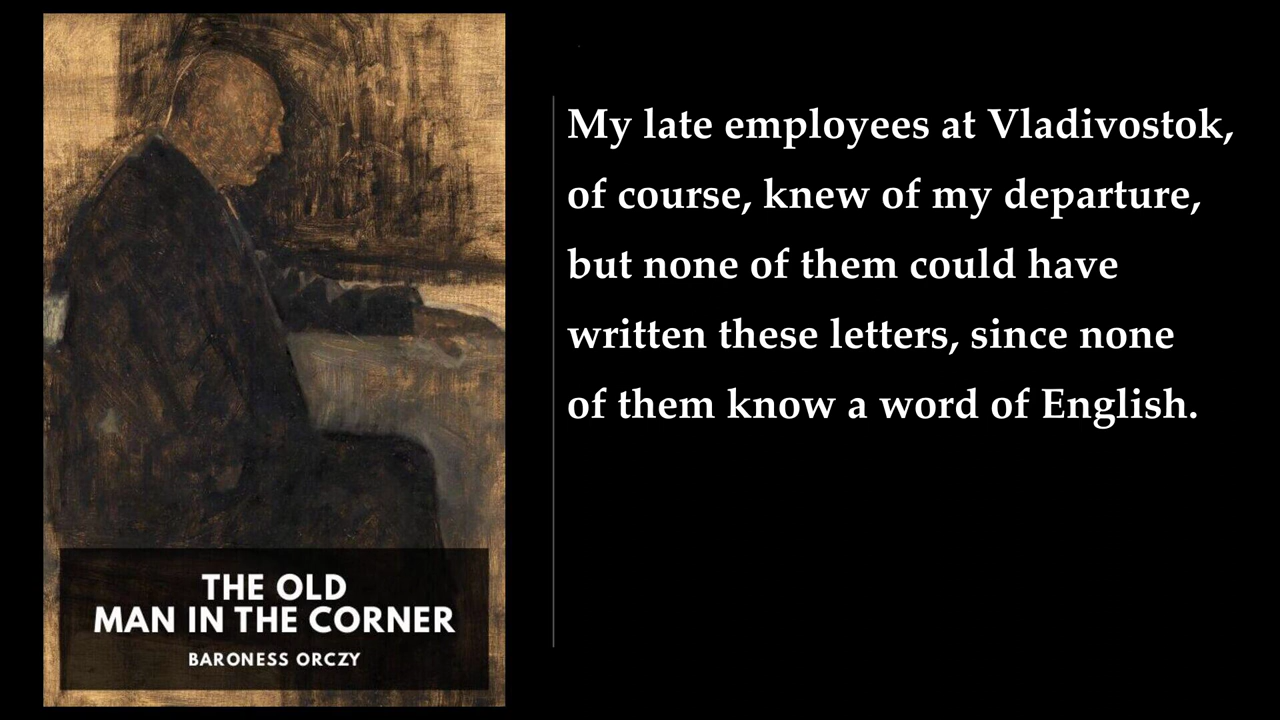 THE OLD
MAN IN THE CORNER
BARONESS ORCZY
My late employees at Vladivostok,
of course, knew of my departure,
but none of them could have
written these letters, since none
of them know a word of English.